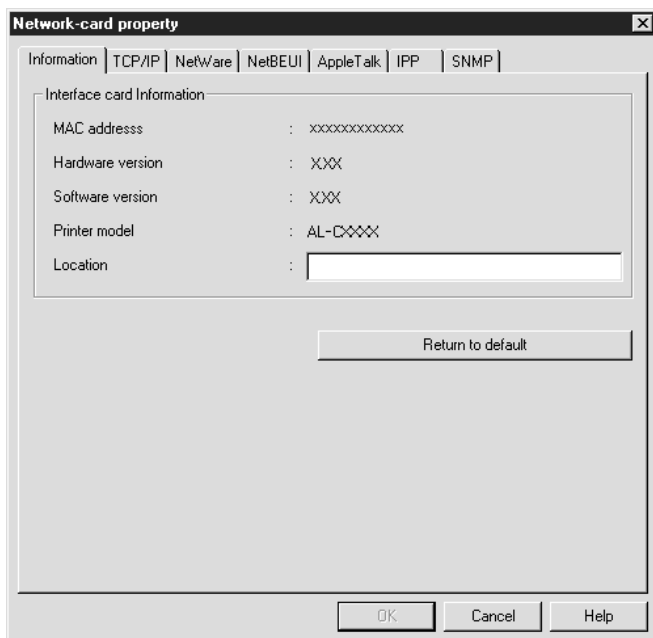 Network-card property
Information TCP/IP NetWare NetBEUI AppleTalk IPP SNMP
Interface card Information
MAC addresss : XXXXXXXXXXXX
Hardware version : XXX
Software version : XXX
Printer model : AL-CXXXX
Location :
Return to default
OK Cancel Help